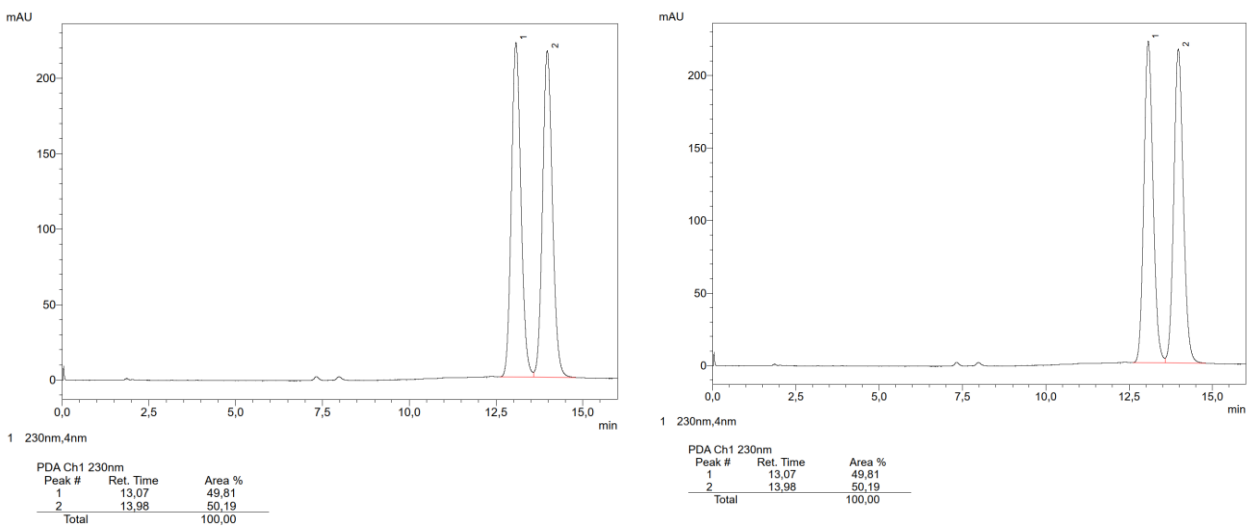 mAU
1
2
200
150
100
50
0
0,0 2,5 5,0 7,5 10,0 12,5 15,0
min
1 230nm,4nm
PDA Ch1 230nm
Peak # Ret. Time Area %
1 13,07 49,81
2 13,98 50,19
Total 100,00
mAU
1
2
200
150
100
50
0
0,0 2,5 5,0 7,5 10,0 12,5 15,0
min
1 230nm,4nm
PDA Ch1 230nm
Peak # Ret. Time Area %
1 13,07 49,81
2 13,98 50,19
Total 100,00